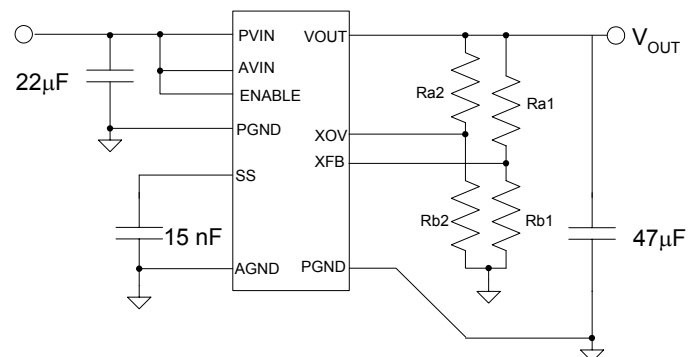 PVIN
VOUT
V_OUT
22μF
AVIN
ENABLE
Ra2
Ra1
PGND
XOV
XFB
SS
15 nF
Rb2
Rb1
47μF
AGND
PGND